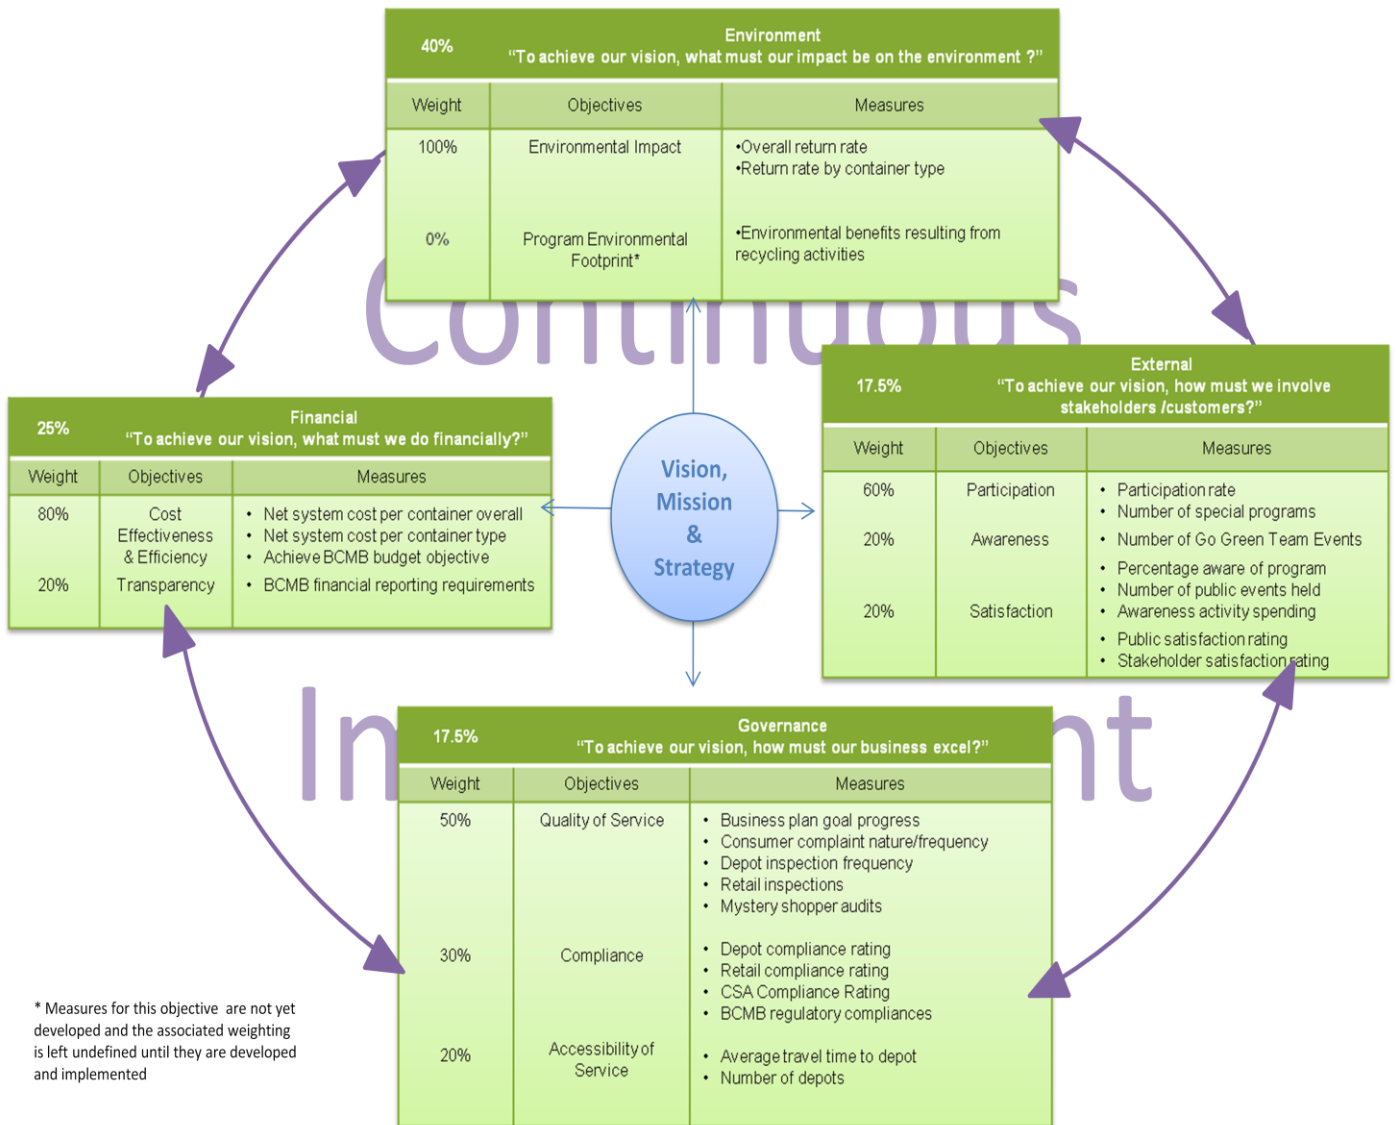 40%
Environment
“To achieve our vision, what must our impact be on the environment ?”
Weight Objectives Measures
100% Environmental Impact •Overall return rate
•Return rate by container type
0% Program Environmental Footprint* •Environmental benefits resulting from
recycling activities
Continuous
25%
Financial
“To achieve our vision, what must we do financially?”
Weight Objectives Measures
80% Cost • Net system cost per container overall
Effectiveness • Net system cost per container type
& Efficiency • Achieve BCMB budget objective
20% Transparency • BCMB financial reporting requirements
Vision,
Mission
&
Strategy
17.5%
External
“To achieve our vision, how must we involve
stakeholders /customers?”
Weight Objectives Measures
60% Participation • Participation rate
• Number of special programs
20% Awareness • Number of Go Green Team Events
• Percentage aware of program
• Number of public events held
20% Satisfaction • Awareness activity spending
• Public satisfaction rating
• Stakeholder satisfaction rating
In nt
17.5%
Governance
“To achieve our vision, how must our business excel?”
Weight Objectives Measures
50% Quality of Service • Business plan goal progress
• Consumer complaint nature/frequency
• Depot inspection frequency
• Retail inspections
• Mystery shopper audits
30% Compliance • Depot compliance rating
• Retail compliance rating
• CSA Compliance Rating
• BCMB regulatory compliances
20% Accessibility of • Average travel time to depot
Service • Number of depots
* Measures for this objective are not yet
developed and the associated weighting
is left undefined until they are developed
and implemented